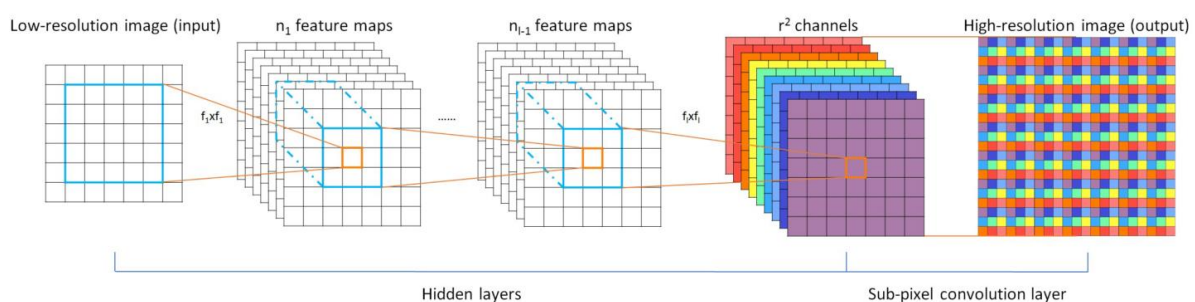 Low-resolution image (input)
n₁ feature maps
nₗ₋₁ feature maps
r² channels
High-resolution image (output)
f₁xf₁
......
fₗxfₗ
Hidden layers
Sub-pixel convolution layer